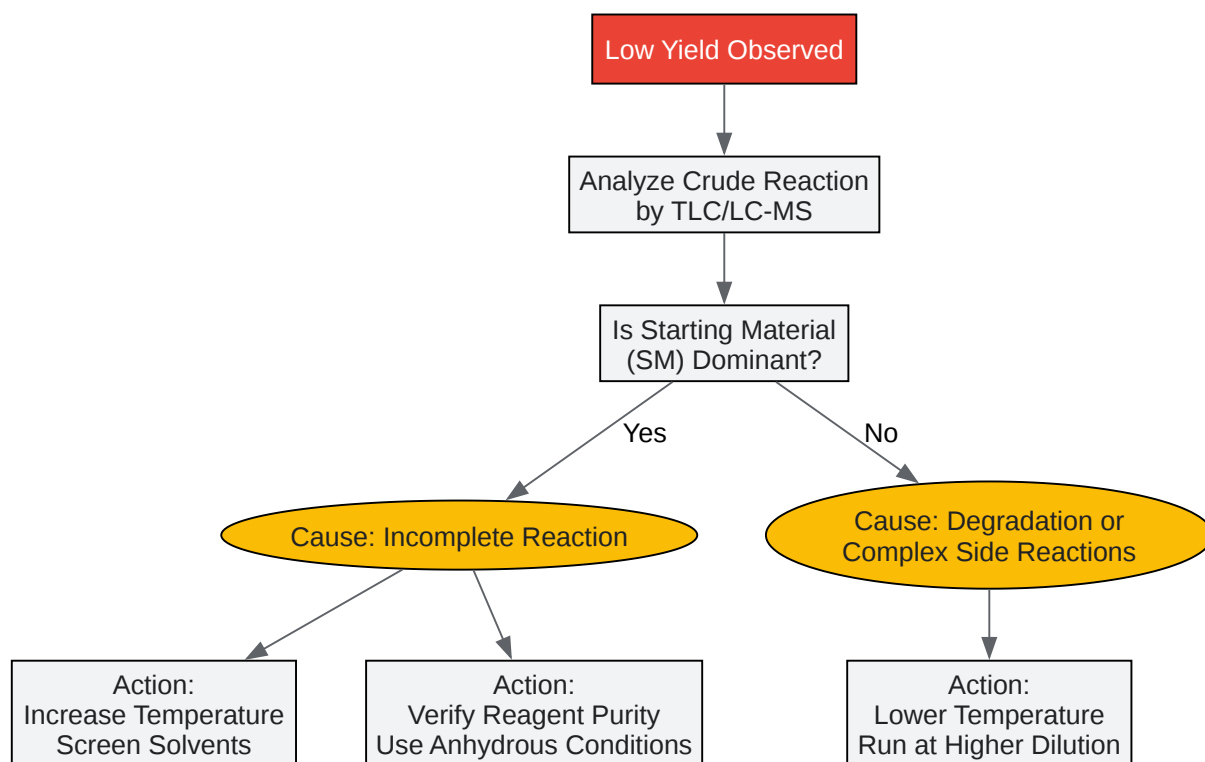 Low Yield Observed
Analyze Crude Reaction
by TLC/LC-MS
Is Starting Material
(SM) Dominant?
Yes
No
Cause: Incomplete Reaction
Cause: Degradation or
Complex Side Reactions
Action:
Increase Temperature
Screen Solvents
Action:
Verify Reagent Purity
Use Anhydrous Conditions
Action:
Lower Temperature
Run at Higher Dilution